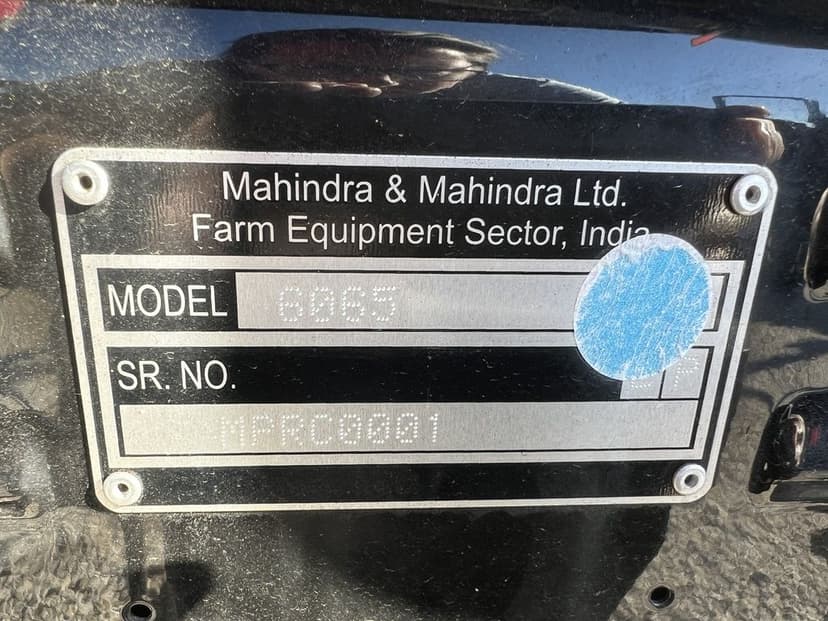 Mahindra & Mahindra Ltd.
Farm Equipment Sector, India
MODEL 6065
SR. NO. P
MPRC0001